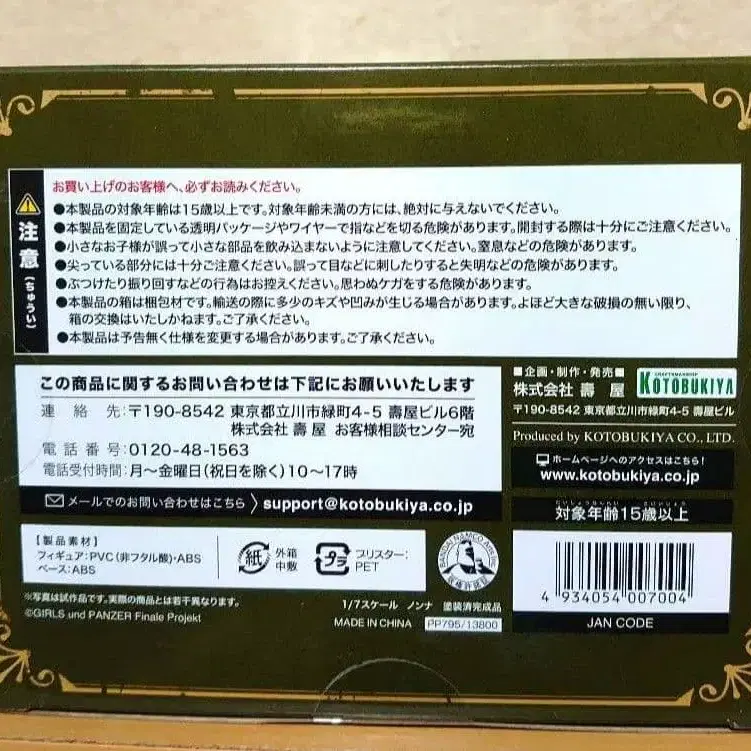 お買い上げのお客様へ、必ずお読みください。
注意(ちゅうい)
●本製品の対象年齢は15歳以上です。対象年齢未満の方には、絶対に与えないでください。
●本製品を固定している透明パッケージやワイヤーで指などを切る危険があります。開封する際は十分にご注意ください。
●小さなお子様が誤って小さな部品を飲み込まないように注意してください。窒息などの危険があります。
●尖っている部分には十分ご注意ください。誤って目などに刺したりすると失明などの危険があります。
●ぶつけたり振り回すなどの行為はお控えください。思わぬケガをする危険があります。
●本製品の箱は梱包材です。輸送の際に多少のキズや凹みが生じる場合があります。よほど大きな破損の無い限り、
箱の交換はいたしかねます。ご了承ください。
●本製品は予告無く仕様を変更する場合があります。ご了承ください。
この商品に関するお問い合わせは下記にお願いいたします
連絡先:〒190-8542 東京都立川市緑町4-5 壽屋ビル6階
株式会社 壽屋 お客様相談センター宛
電話番号:0120-48-1563
電話受付時間:月~金曜日(祝日を除く)10~17時
メールでのお問い合わせはこちら 〉support@kotobukiya.co.jp
■企画・制作・発売■
株式会社 壽屋
CRAFTSMANSHIP
KOTOBUKIYA
〒190-8542 東京都立川市緑町4-5 壽屋ビル
Produced by KOTOBUKIYA CO., LTD.
ホームページへのアクセスはこちら!
www.kotobukiya.co.jp
たいしょうねんれい さいいじょう
対象年齢15歳以上
【製品素材】
フィギュア:PVC(非フタル酸)・ABS
ベース:ABS
紙
外箱
中敷
プラ
ブリスター:
PET
BANDAI NAMCO ARTS INC.
※写真は試作品です。実際の商品とは若干異なります。
©GIRLS und PANZER Finale Projekt
1/7スケール ノンナ 塗装済完成品
MADE IN CHINA
PP795/13800
4 934054 007004
JAN CODE